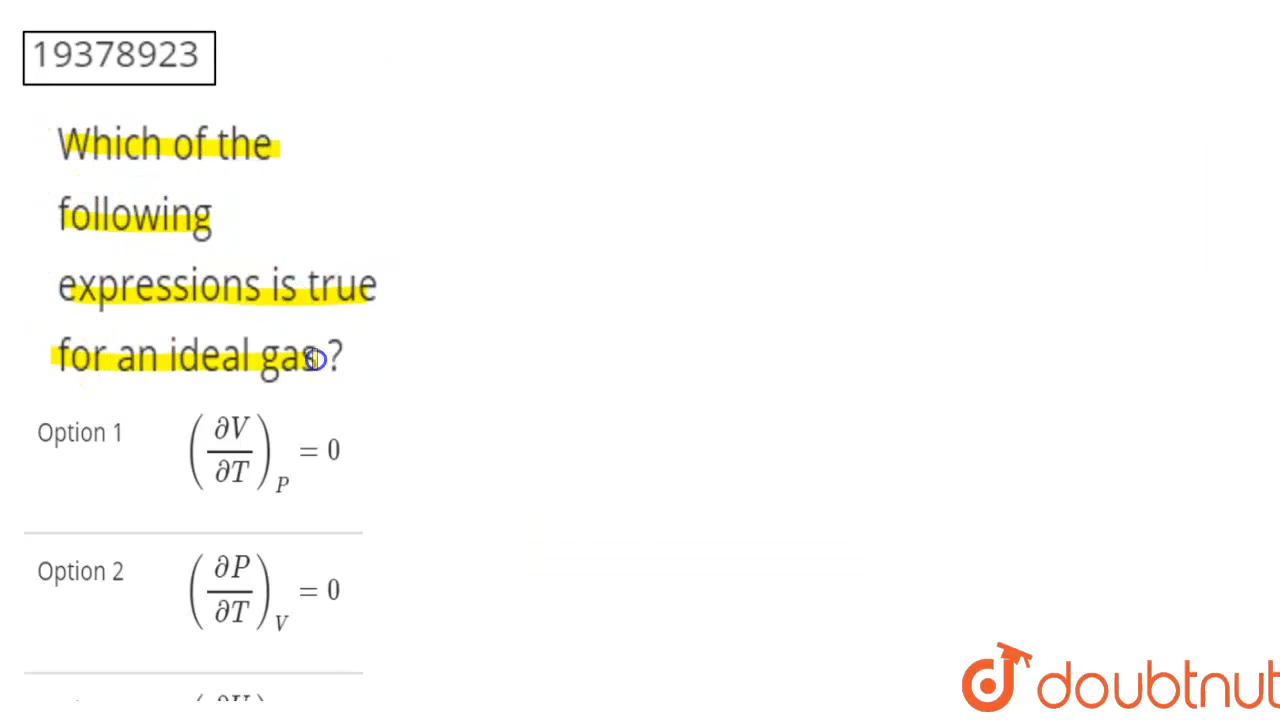 19378923
Which of the
following
expressions is true
for an ideal gas ?
Option 1 (∂V/∂T)_P = 0
Option 2 (∂P/∂T)_V = 0
doubtnut